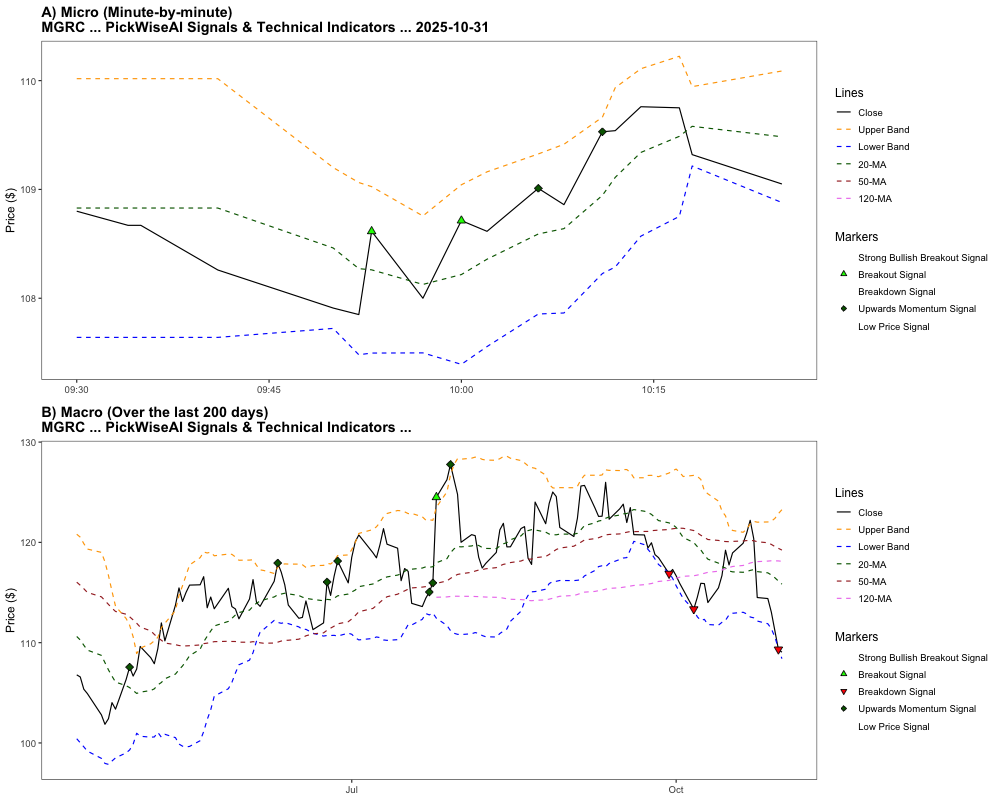 A) Micro (Minute-by-minute)
MGRC ... PickWiseAI Signals & Technical Indicators ... 2025-10-31
Price ($)
110
109
108
09:30
09:45
10:00
10:15
Lines
Close
Upper Band
Lower Band
20-MA
50-MA
120-MA
Markers
Strong Bullish Breakout Signal
Breakout Signal
Breakdown Signal
Upwards Momentum Signal
Low Price Signal
B) Macro (Over the last 200 days)
MGRC ... PickWiseAI Signals & Technical Indicators ...
Price ($)
130
120
110
100
Jul
Oct
Lines
Close
Upper Band
Lower Band
20-MA
50-MA
120-MA
Markers
Strong Bullish Breakout Signal
Breakout Signal
Breakdown Signal
Upwards Momentum Signal
Low Price Signal